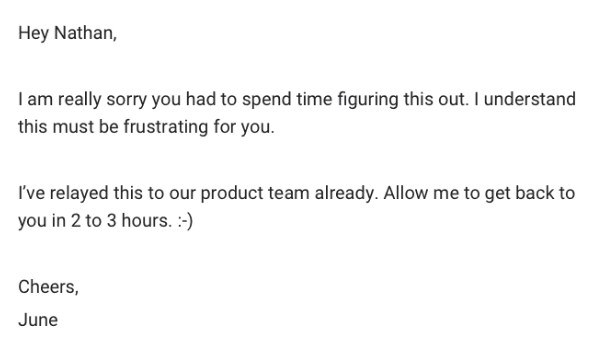 Hey Nathan,
I am really sorry you had to spend time figuring this out. I understand
this must be frustrating for you.
I’ve relayed this to our product team already. Allow me to get back to
you in 2 to 3 hours. :-)
Cheers,
June